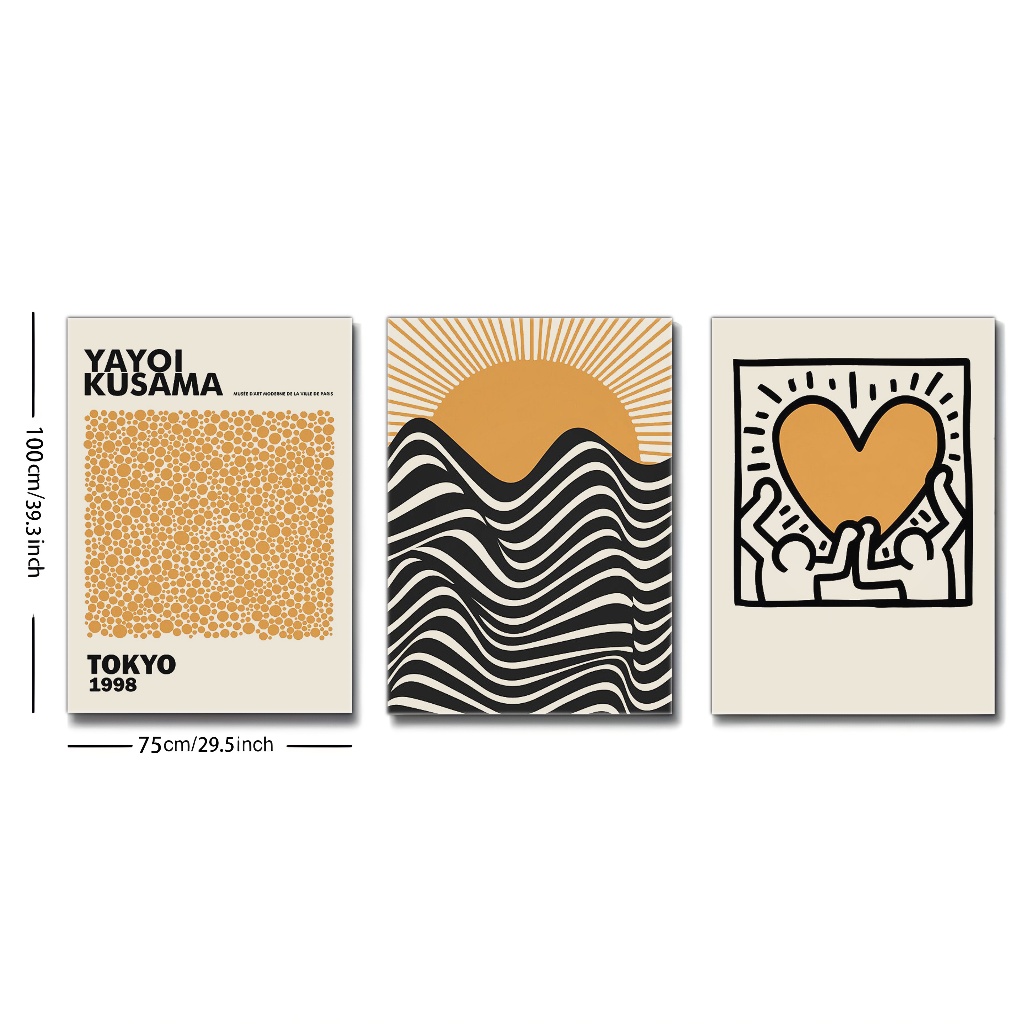 YAYOI
KUSAMA
MUSÉE D'ART MODERNE DE LA VILLE DE PARIS
TOKYO
1998
100cm/39.3inch
75cm/29.5inch